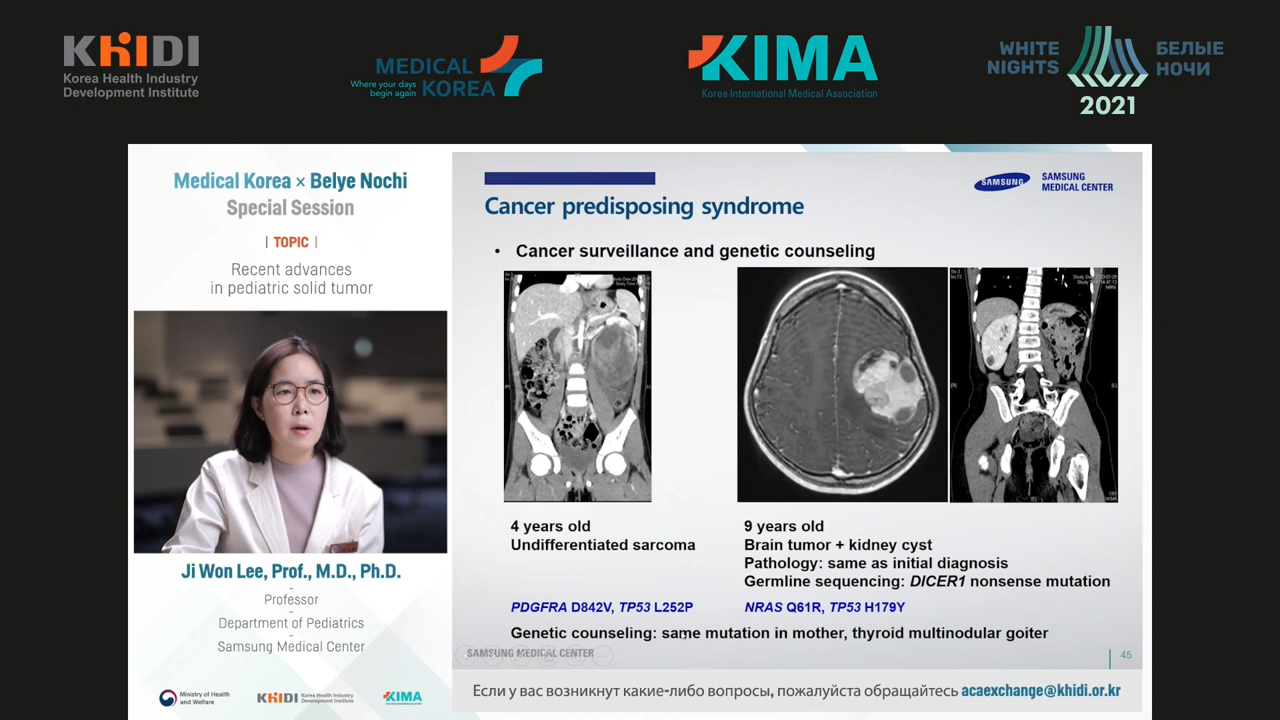 KHIDI
Korea Health Industry
Development Institute
MEDICAL
KOREA
Where your days
begin again
KIMA
Korea International Medical Association
WHITE
NIGHTS
БЕЛЫЕ
НОЧИ
2021
Medical Korea × Belye Nochi
Special Session
| TOPIC |
Recent advances
in pediatric solid tumor
Ji Won Lee, Prof., M.D., Ph.D.
Professor
Department of Pediatrics
Samsung Medical Center
Ministry of Health
and Welfare
KHIDI
Korea Health Industry
Development Institute
KIMA
SAMSUNG
SAMSUNG
MEDICAL CENTER
Cancer predisposing syndrome
• Cancer surveillance and genetic counseling
4 years old
Undifferentiated sarcoma
PDGFRA D842V, TP53 L252P
9 years old
Brain tumor + kidney cyst
Pathology: same as initial diagnosis
Germline sequencing: DICER1 nonsense mutation
NRAS Q61R, TP53 H179Y
Genetic counseling: same mutation in mother, thyroid multinodular goiter
SAMSUNG MEDICAL CENTER
45
Если у вас возникнут какие-либо вопросы, пожалуйста обращайтесь acaexchange@khidi.or.kr